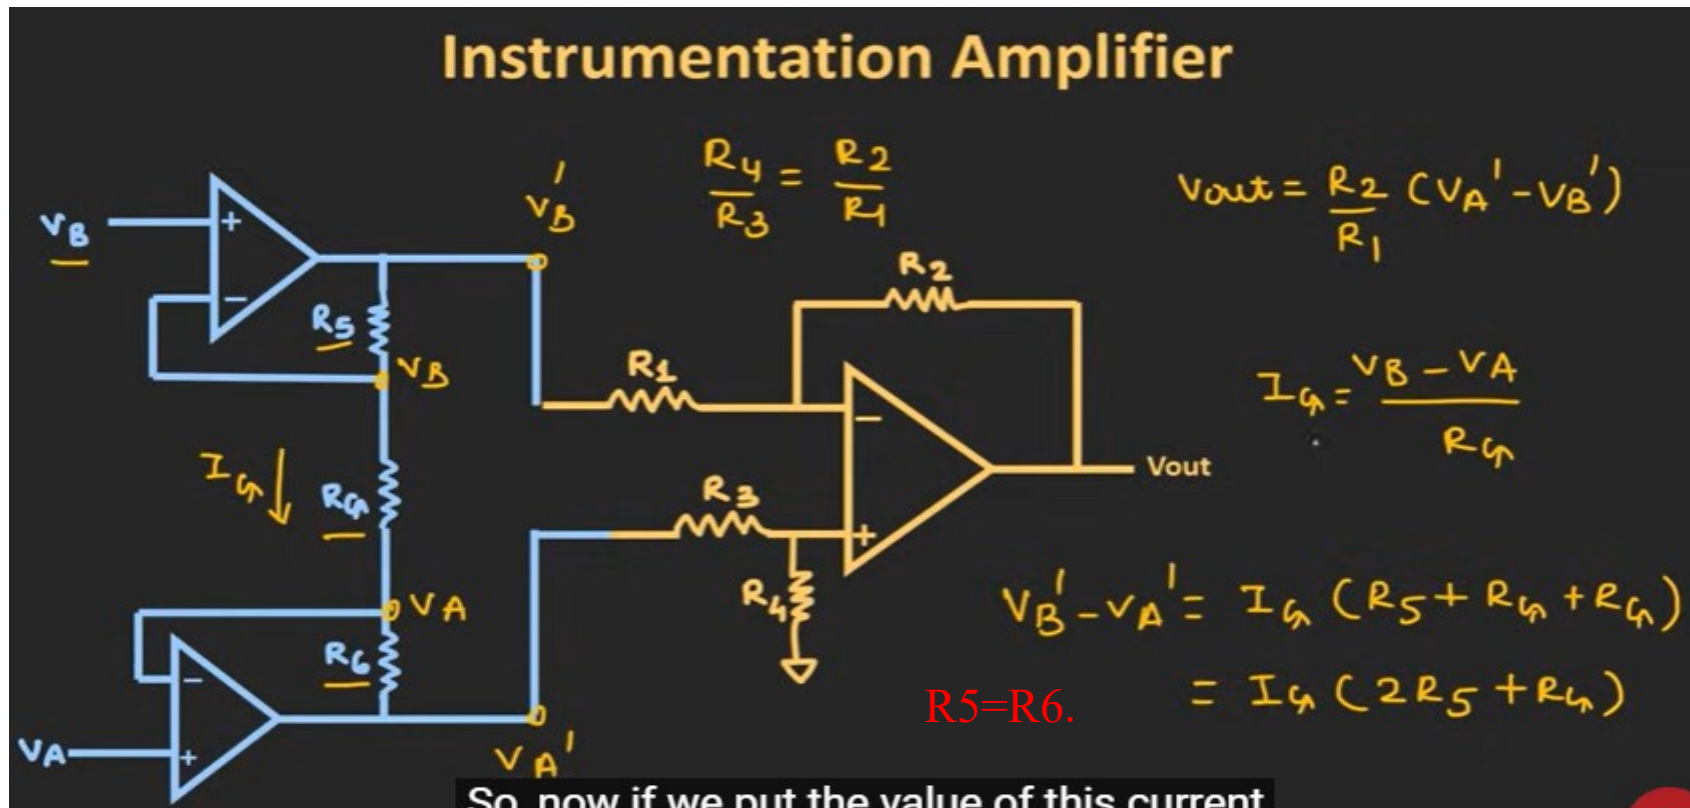 Instrumentation Amplifier
R4/R3 = R2/R1
Vout = R2/R1 (VA' - VB')
VB'
VB
+
-
R5
VB
R2
R1
IG = VB - VA / RG
-
Vout
IG ↓
RG
R3
+
R4
VA
VB' - VA' = IG (R5 + RG + RG)
R6
-
= IG (2R5 + RG)
R5=R6.
VA
+
VA'
So, now if we put the value of this current